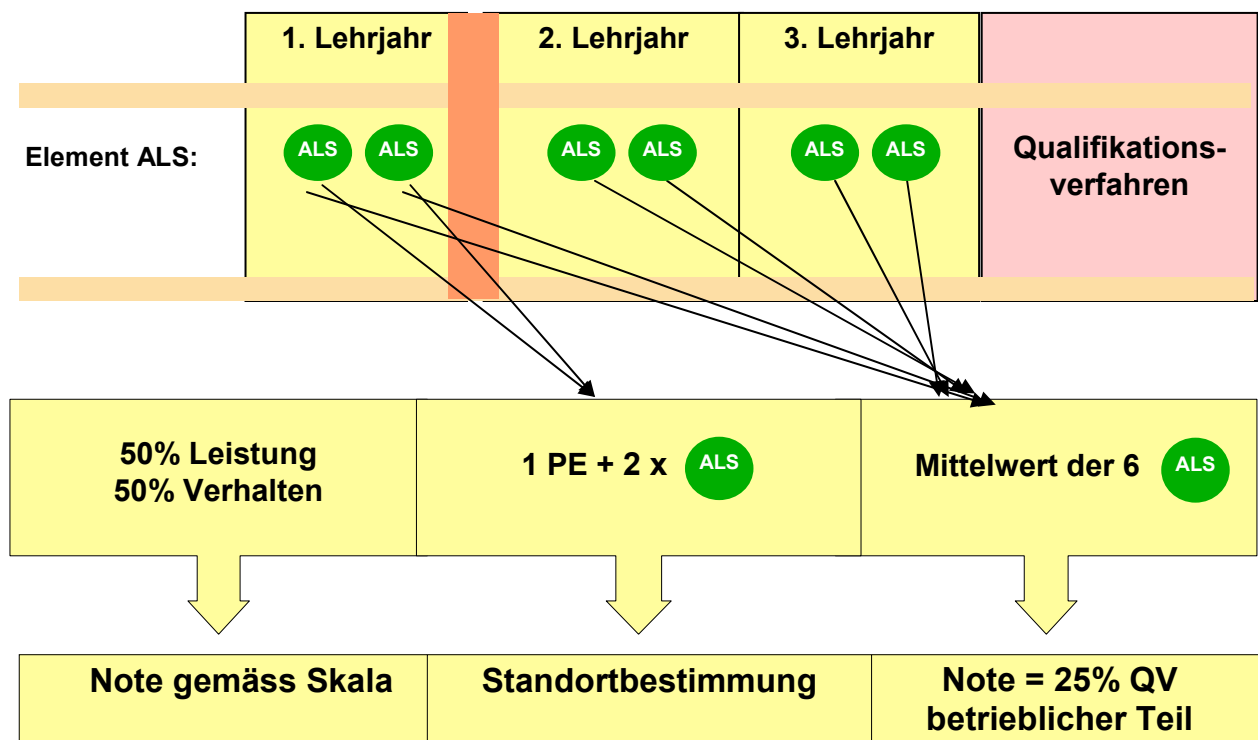 1. Lehrjahr
2. Lehrjahr
3. Lehrjahr
Element ALS:
ALS
ALS
ALS
ALS
ALS
ALS
Qualifikations-
verfahren
50% Leistung
50% Verhalten
1 PE + 2 x ALS
Mittelwert der 6 ALS
Note gemäss Skala
Standortbestimmung
Note = 25% QV
betrieblicher Teil